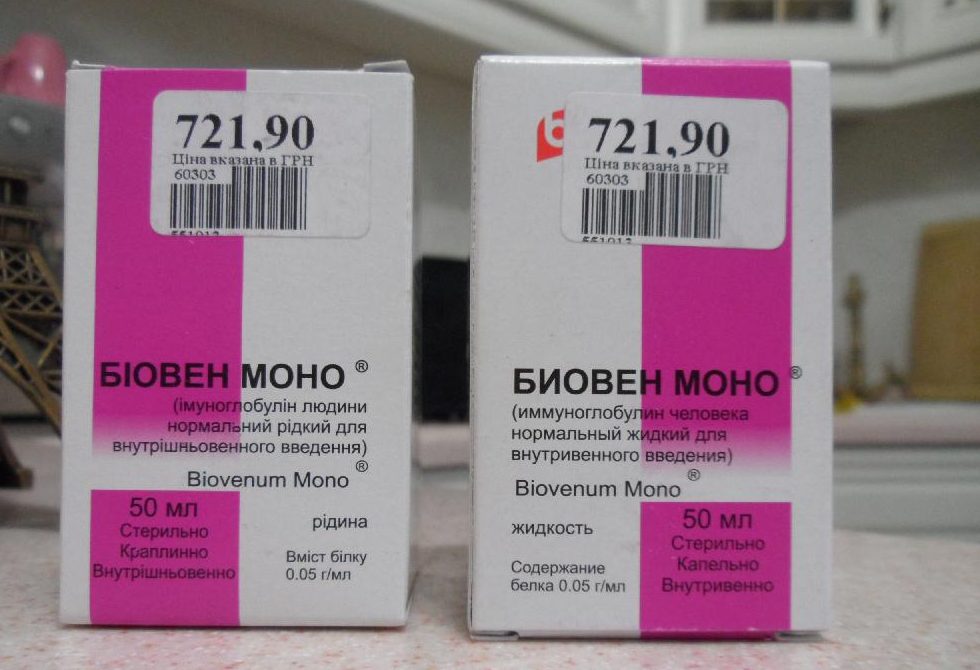 721,90
Ціна вказана в ГРН
60303
БІОВЕН МОНО ®
(імуноглобулін людини
нормальний рідкий для
внутрішньовенного введення)
Biovenum Mono ®
50 мл
Стерильно
Краплинно
Внутрішньовенно
рідина
Вміст білку
0.05 г/мл
721,90
Ціна вказана в ГРН
60303
БИОВЕН МОНО ®
(иммуноглобулин человека
нормальный жидкий для
внутривенного введения)
Biovenum Mono ®
жидкость
Содержание
белка 0.05 г/мл
50 мл
Стерильно
Капельно
Внутривенно